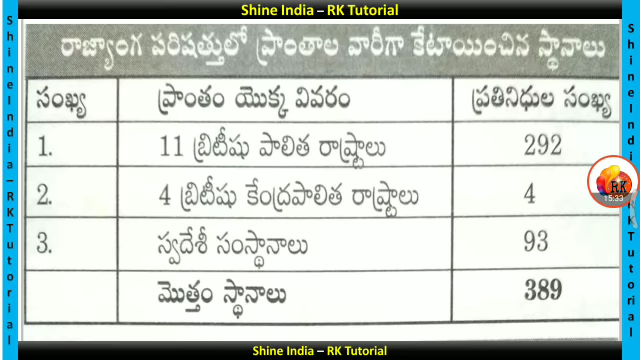 Shine India – RK Tutorial
రాజ్యాంగ పరిషత్తులో ప్రాంతాల వారీగా కేటాయించిన స్థానాలు
సంఖ్య ప్రాంతం యొక్క వివరం ప్రతినిధుల సంఖ్య
1. 11 బ్రిటీషు పాలిత రాష్ట్రాలు 292
2. 4 బ్రిటీషు కేంద్రపాలిత రాష్ట్రాలు 4
3. స్వదేశీ సంస్థానాలు 93
మొత్తం స్థానాలు 389
Shine India – RK Tutorial
Shine India – RK Tutorial
RK
15:33
Shine India – RK Tutorial